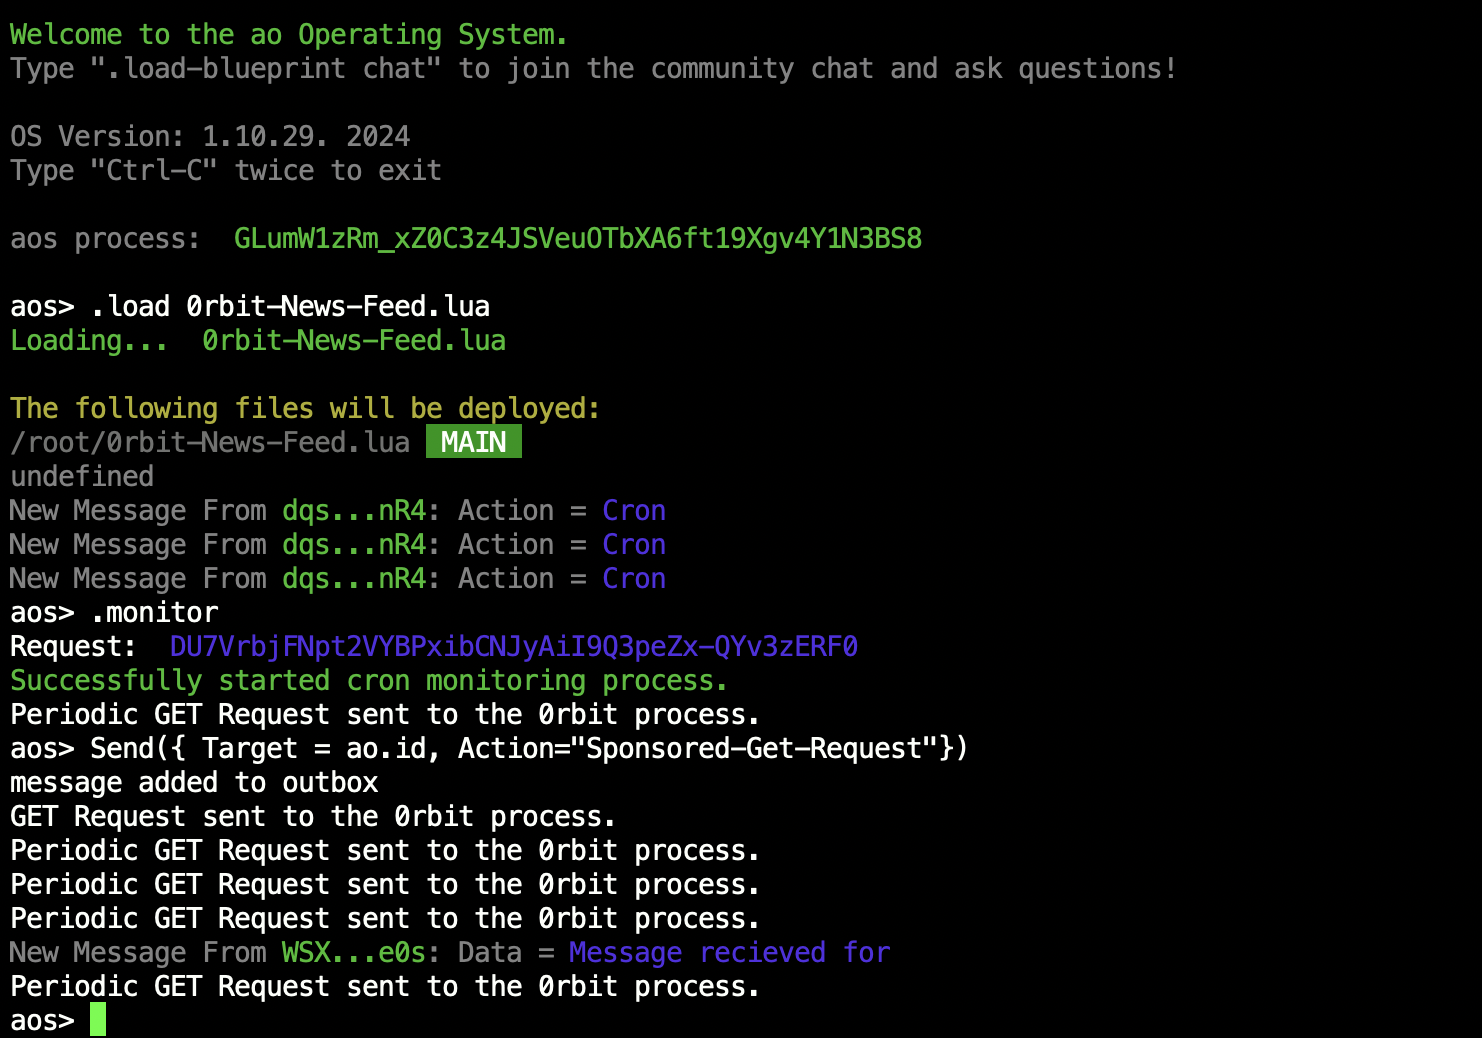 Welcome to the ao Operating System.
Type ".load-blueprint chat" to join the community chat and ask questions!
OS Version: 1.10.29. 2024
Type "Ctrl-C" twice to exit
aos process:  GLumW1zRm_xZ0C3z4JSVeuOTbXA6ft19Xgv4Y1N3BS8
aos> .load 0rbit-News-Feed.lua
Loading...  0rbit-News-Feed.lua
The following files will be deployed:
/root/0rbit-News-Feed.lua MAIN
undefined
New Message From dqs...nR4: Action = Cron
New Message From dqs...nR4: Action = Cron
New Message From dqs...nR4: Action = Cron
aos> .monitor
Request:  DU7VrbjFNpt2VYBPxibCNJyAiI9Q3peZx-QYv3zERF0
Successfully started cron monitoring process.
Periodic GET Request sent to the 0rbit process.
aos> Send({ Target = ao.id, Action="Sponsored-Get-Request"})
message added to outbox
GET Request sent to the 0rbit process.
Periodic GET Request sent to the 0rbit process.
Periodic GET Request sent to the 0rbit process.
Periodic GET Request sent to the 0rbit process.
New Message From WSX...e0s: Data = Message recieved for
Periodic GET Request sent to the 0rbit process.
aos>